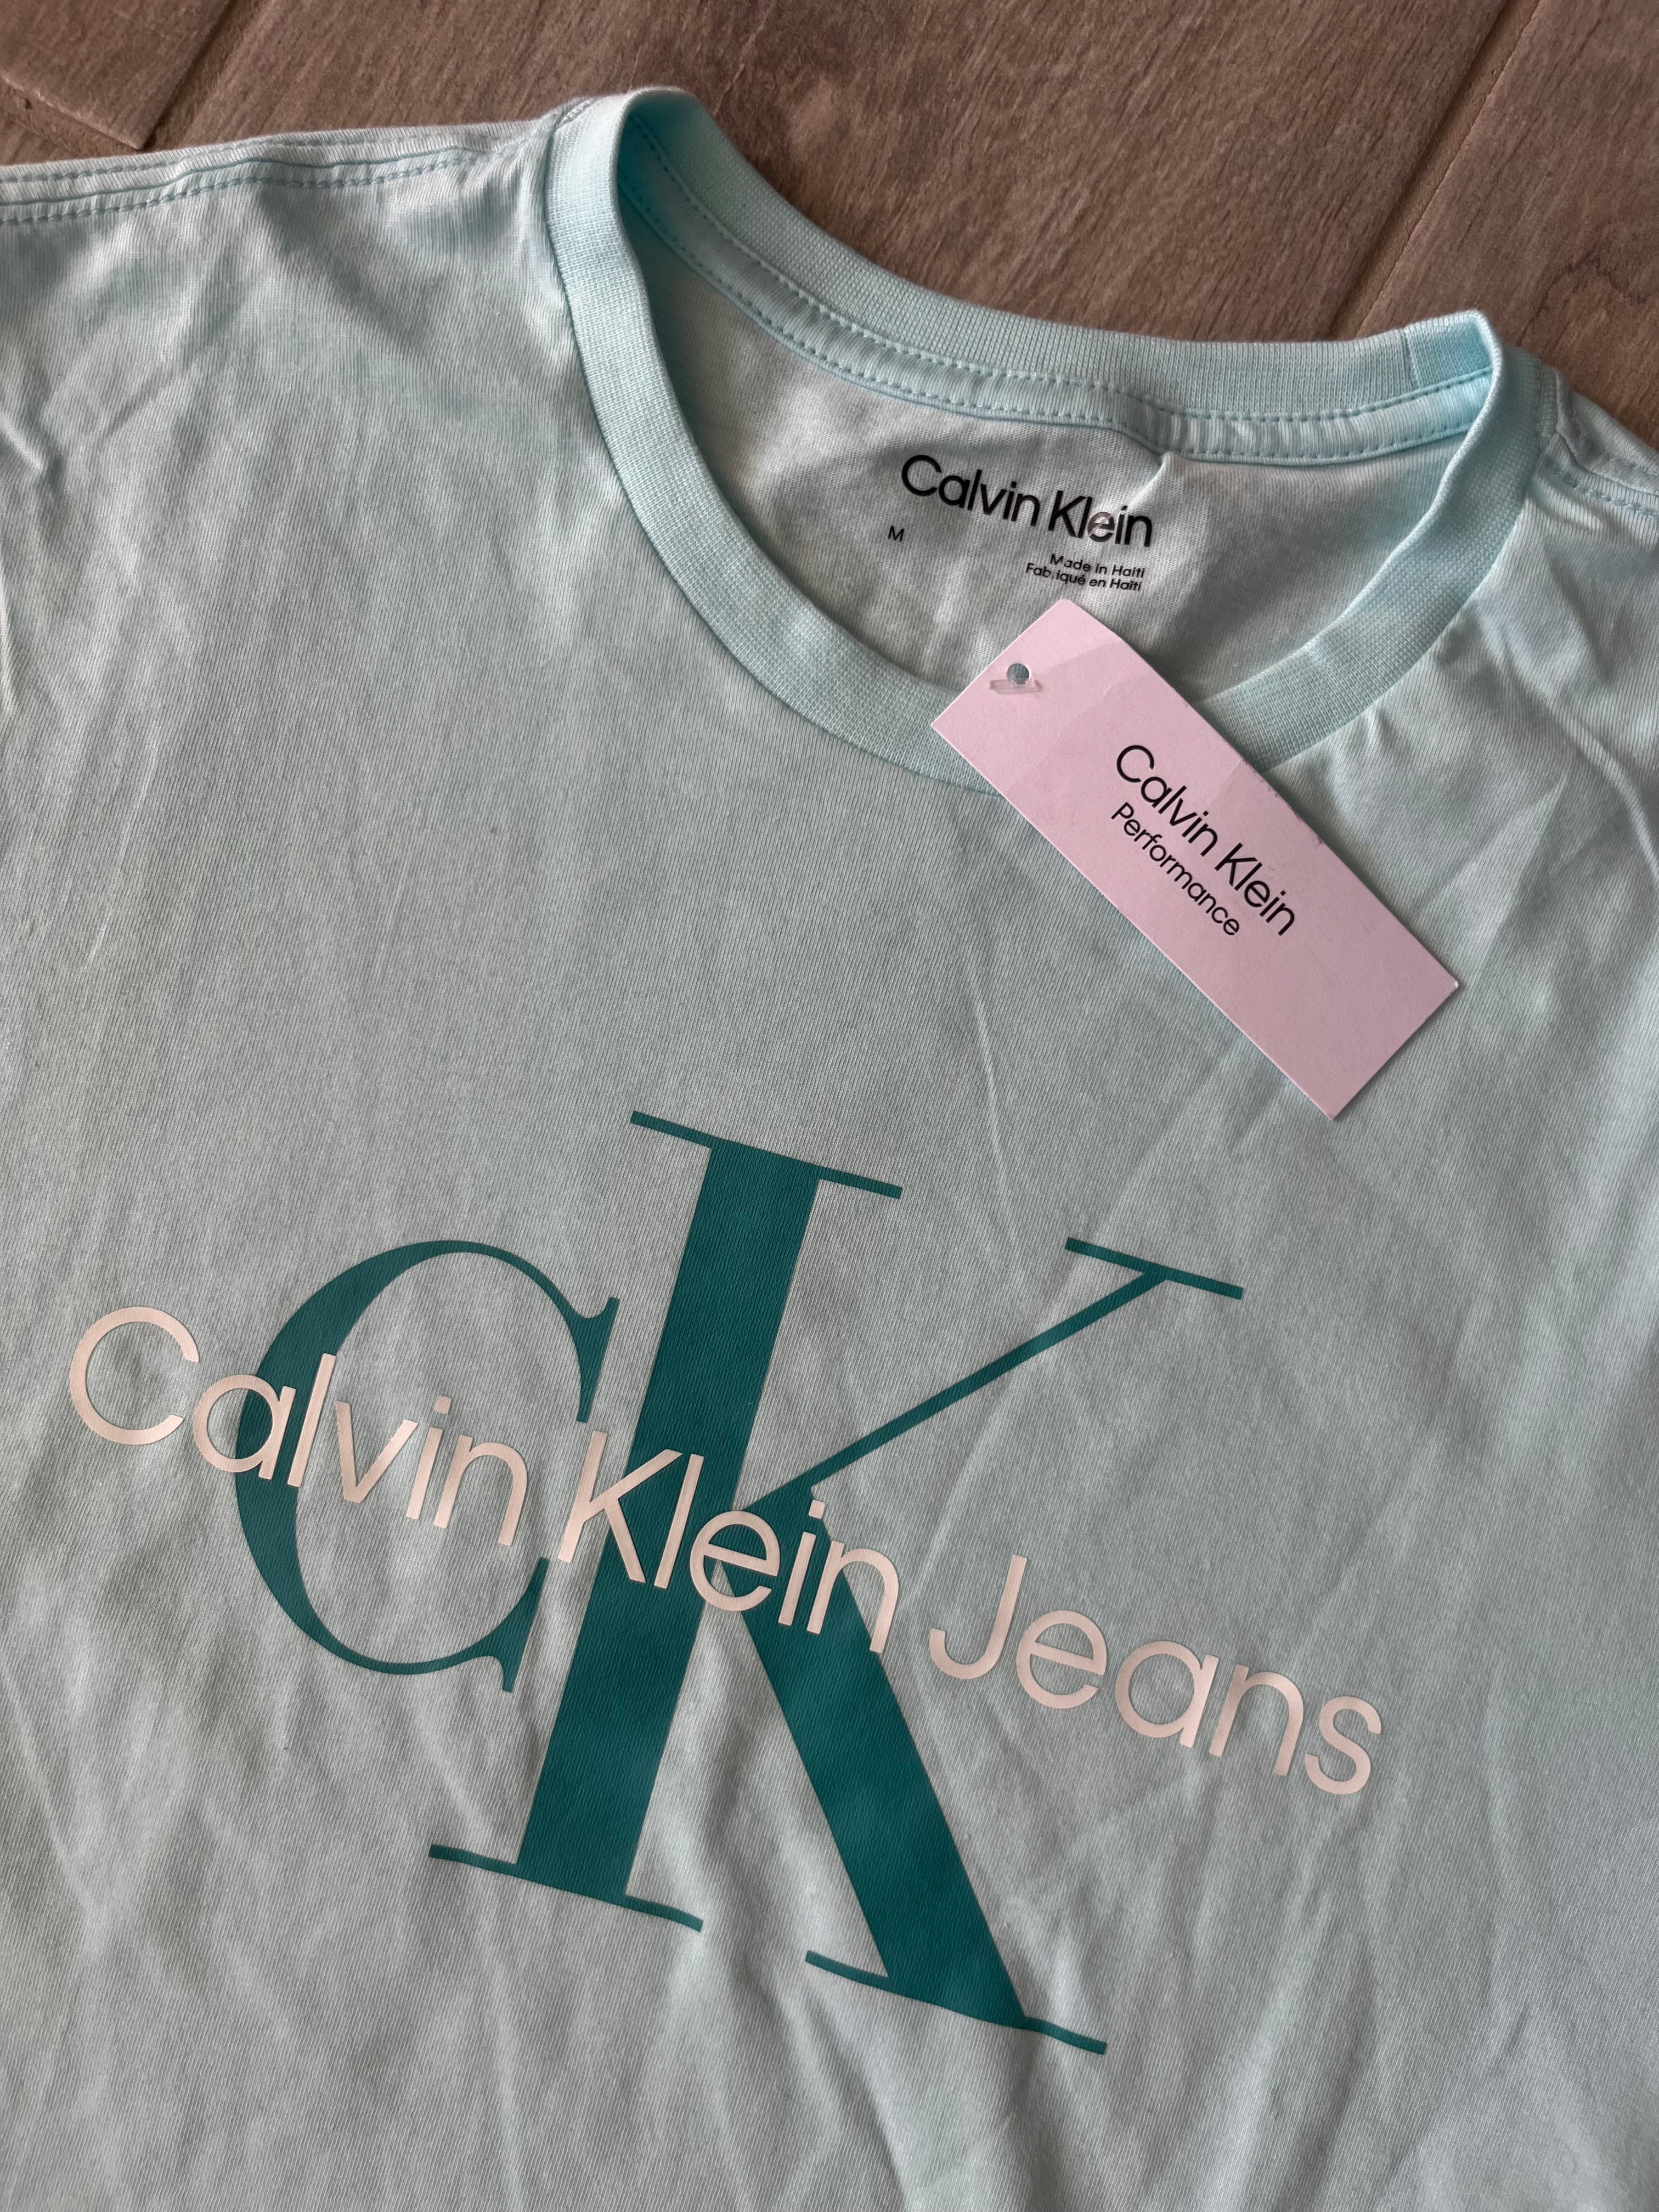 Calvin Klein
M
Made in Haiti
Fabriqué en Haïti
Calvin Klein
Performance
CK
Calvin Klein Jeans